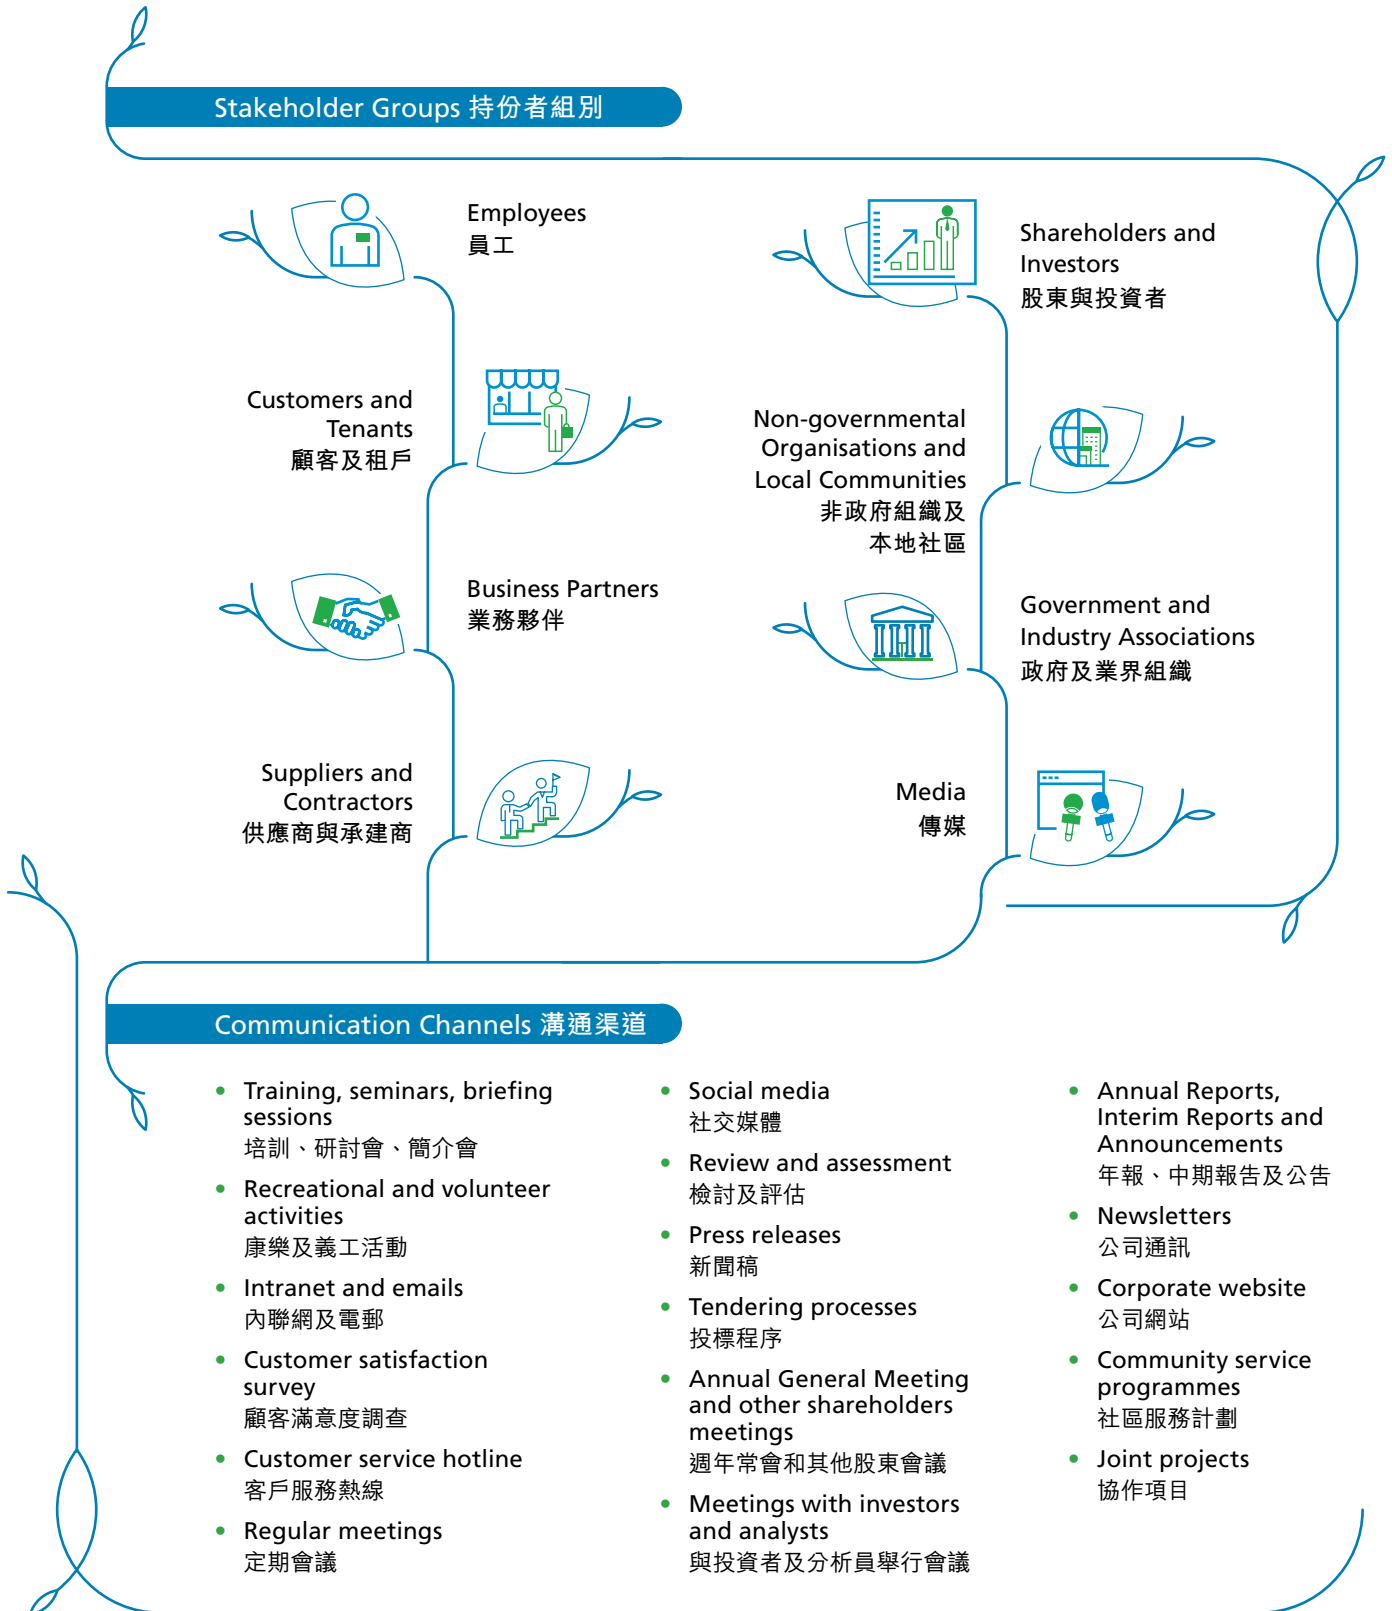 Stakeholder Groups 持份者組別
Employees
員工
Customers and
Tenants
顧客及租戶
Business Partners
業務夥伴
Suppliers and
Contractors
供應商與承建商
Shareholders and
Investors
股東與投資者
Non-governmental
Organisations and
Local Communities
非政府組織及
本地社區
Government and
Industry Associations
政府及業界組織
Media
傳媒
Communication Channels 溝通渠道
• Training, seminars, briefing
sessions
培訓、研討會、簡介會
• Recreational and volunteer
activities
康樂及義工活動
• Intranet and emails
內聯網及電郵
• Customer satisfaction
survey
顧客滿意度調查
• Customer service hotline
客戶服務熱線
• Regular meetings
定期會議
• Social media
社交媒體
• Review and assessment
檢討及評估
• Press releases
新聞稿
• Tendering processes
投標程序
• Annual General Meeting
and other shareholders
meetings
週年常會和其他股東會議
• Meetings with investors
and analysts
與投資者及分析員舉行會議
• Annual Reports,
Interim Reports and
Announcements
年報、中期報告及公告
• Newsletters
公司通訊
• Corporate website
公司網站
• Community service
programmes
社區服務計劃
• Joint projects
協作項目